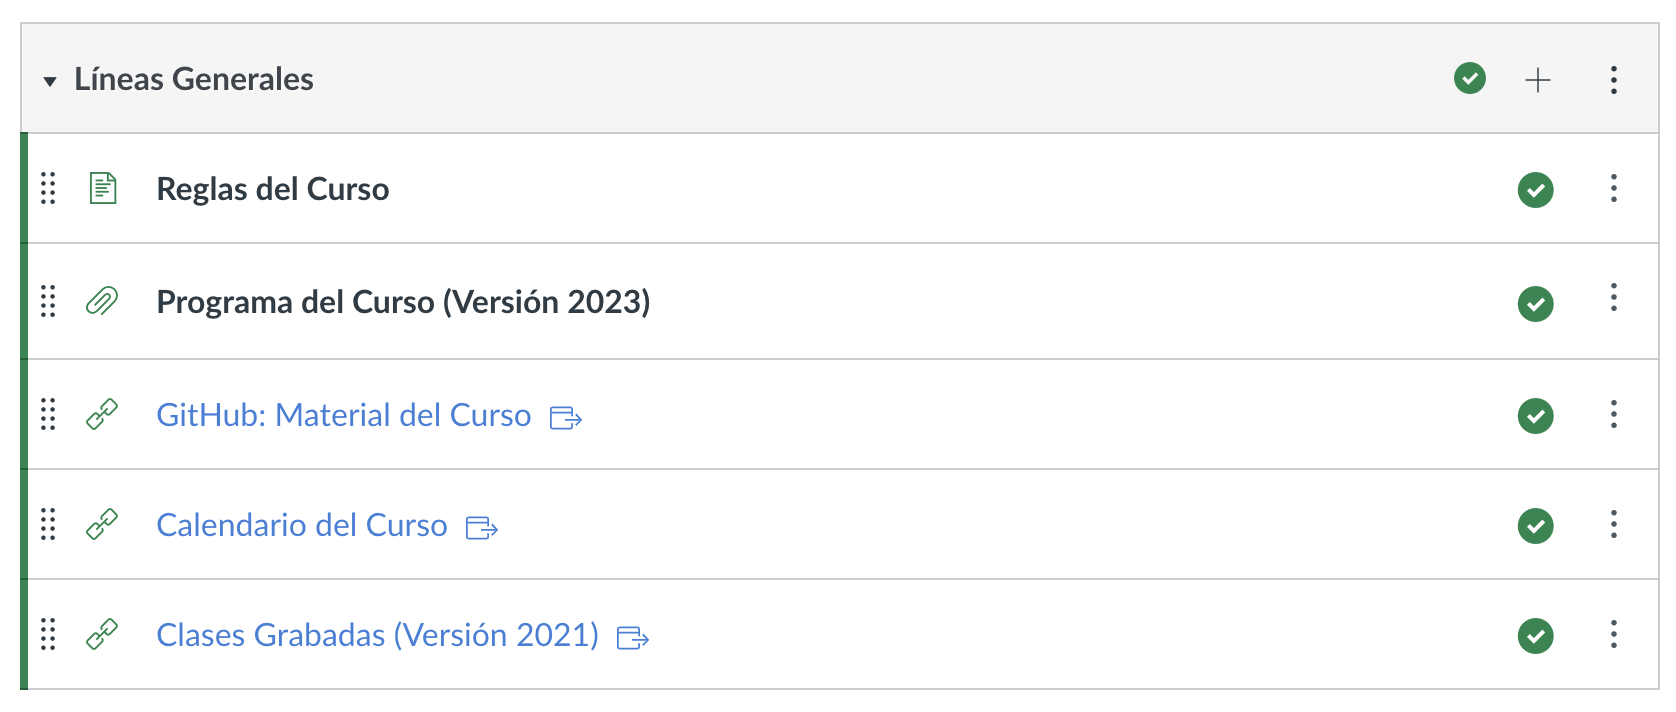 Líneas Generales
Reglas del Curso
Programa del Curso (Versión 2023)
GitHub: Material del Curso
Calendario del Curso
Clases Grabadas (Versión 2021)